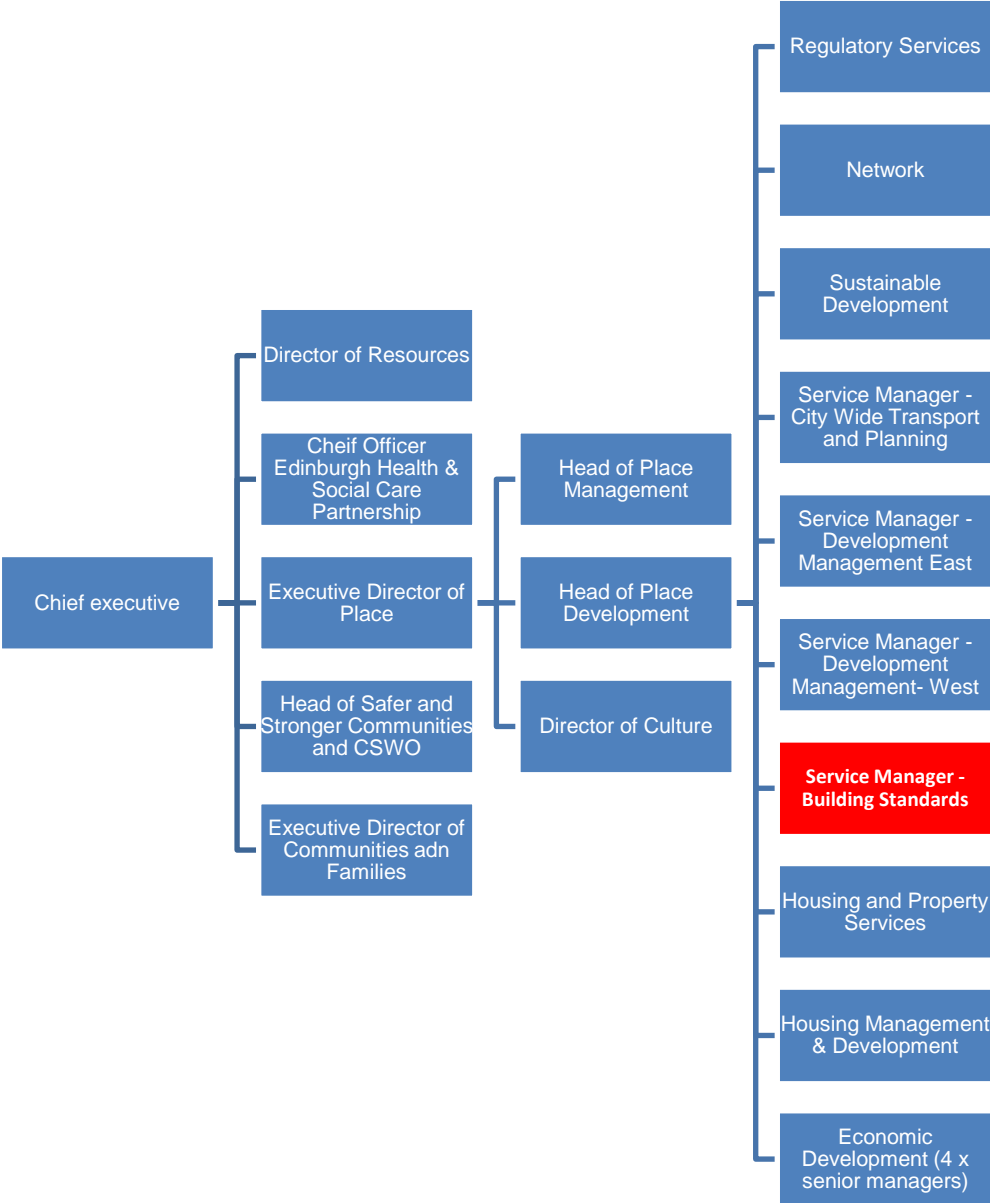 Chief executive
Director of Resources
Cheif Officer
Edinburgh Health &
Social Care
Partnership
Executive Director of
Place
Head of Safer and
Stronger Communities
and CSWO
Executive Director of
Communities adn
Families
Head of Place
Management
Head of Place
Development
Director of Culture
Regulatory Services
Network
Sustainable
Development
Service Manager -
City Wide Transport
and Planning
Service Manager -
Development
Management East
Service Manager -
Development
Management- West
Service Manager -
Building Standards
Housing and Property
Services
Housing Management
& Development
Economic
Development (4 x
senior managers)